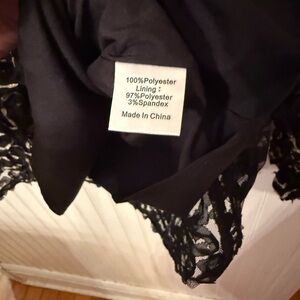 100%Polyester
Lining :
97%Polyester
3%Spandex
Made In China